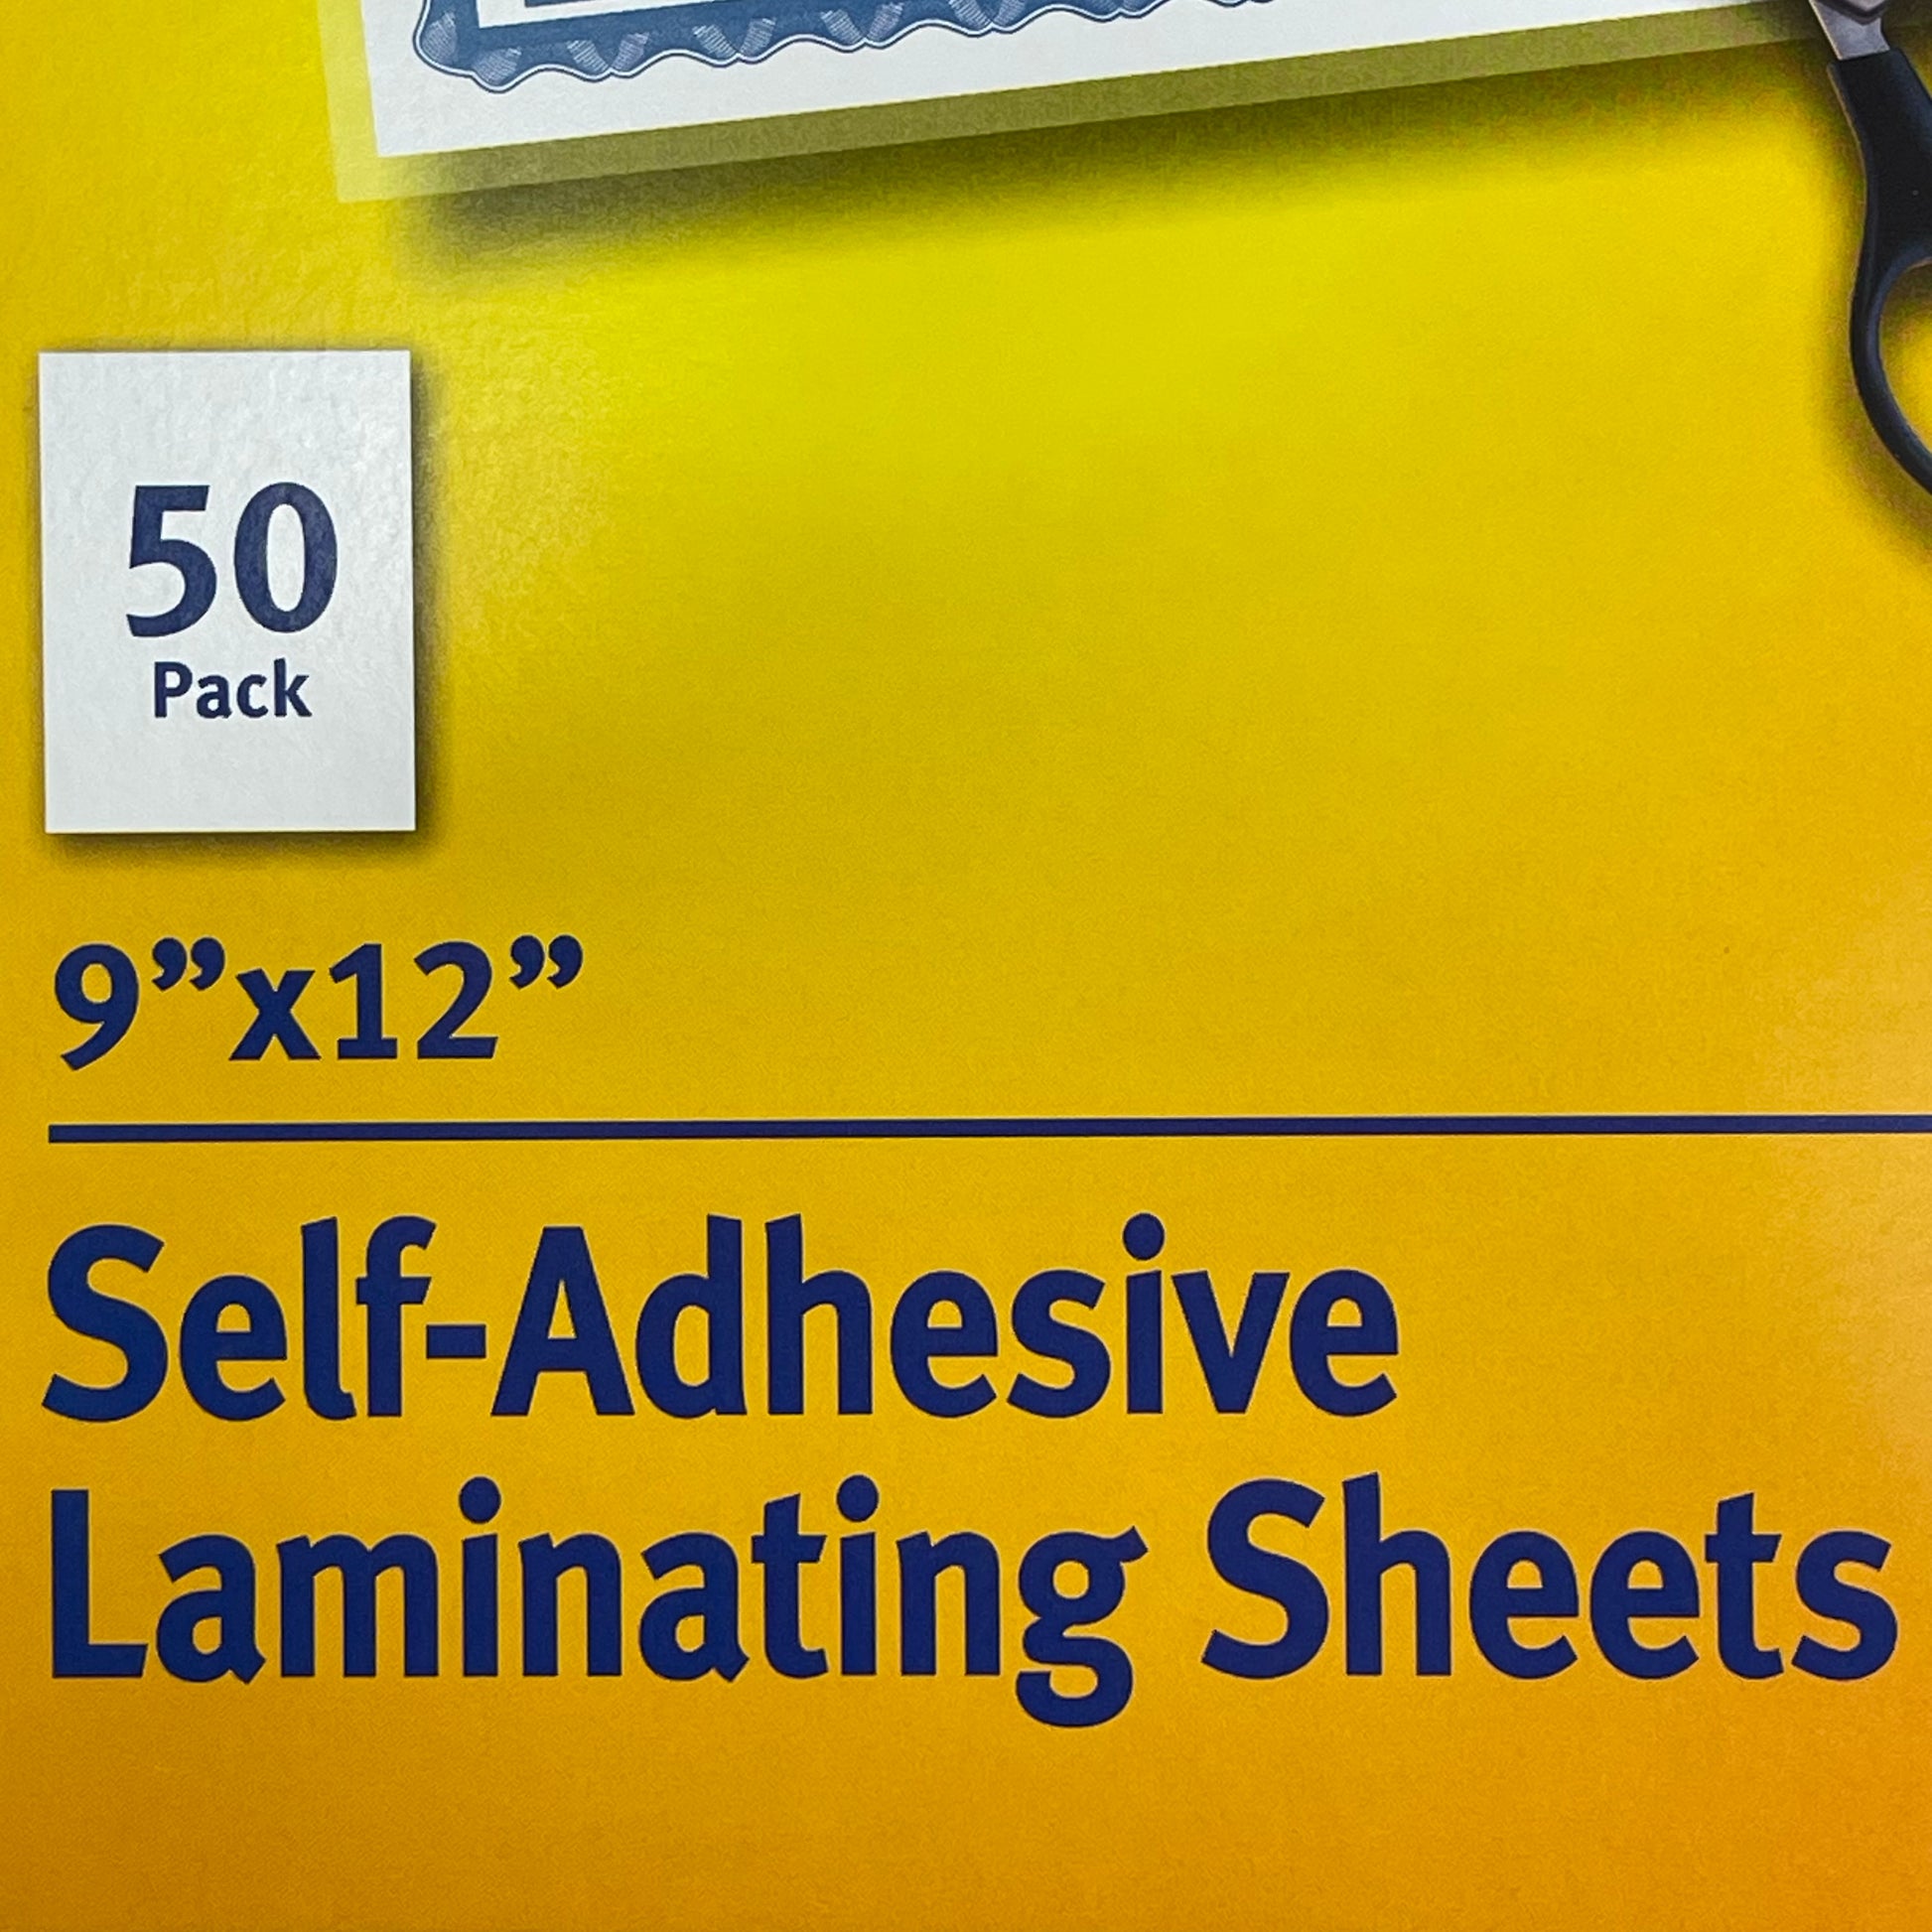 50
Pack
9”x12”
Self-Adhesive
Laminating Sheets